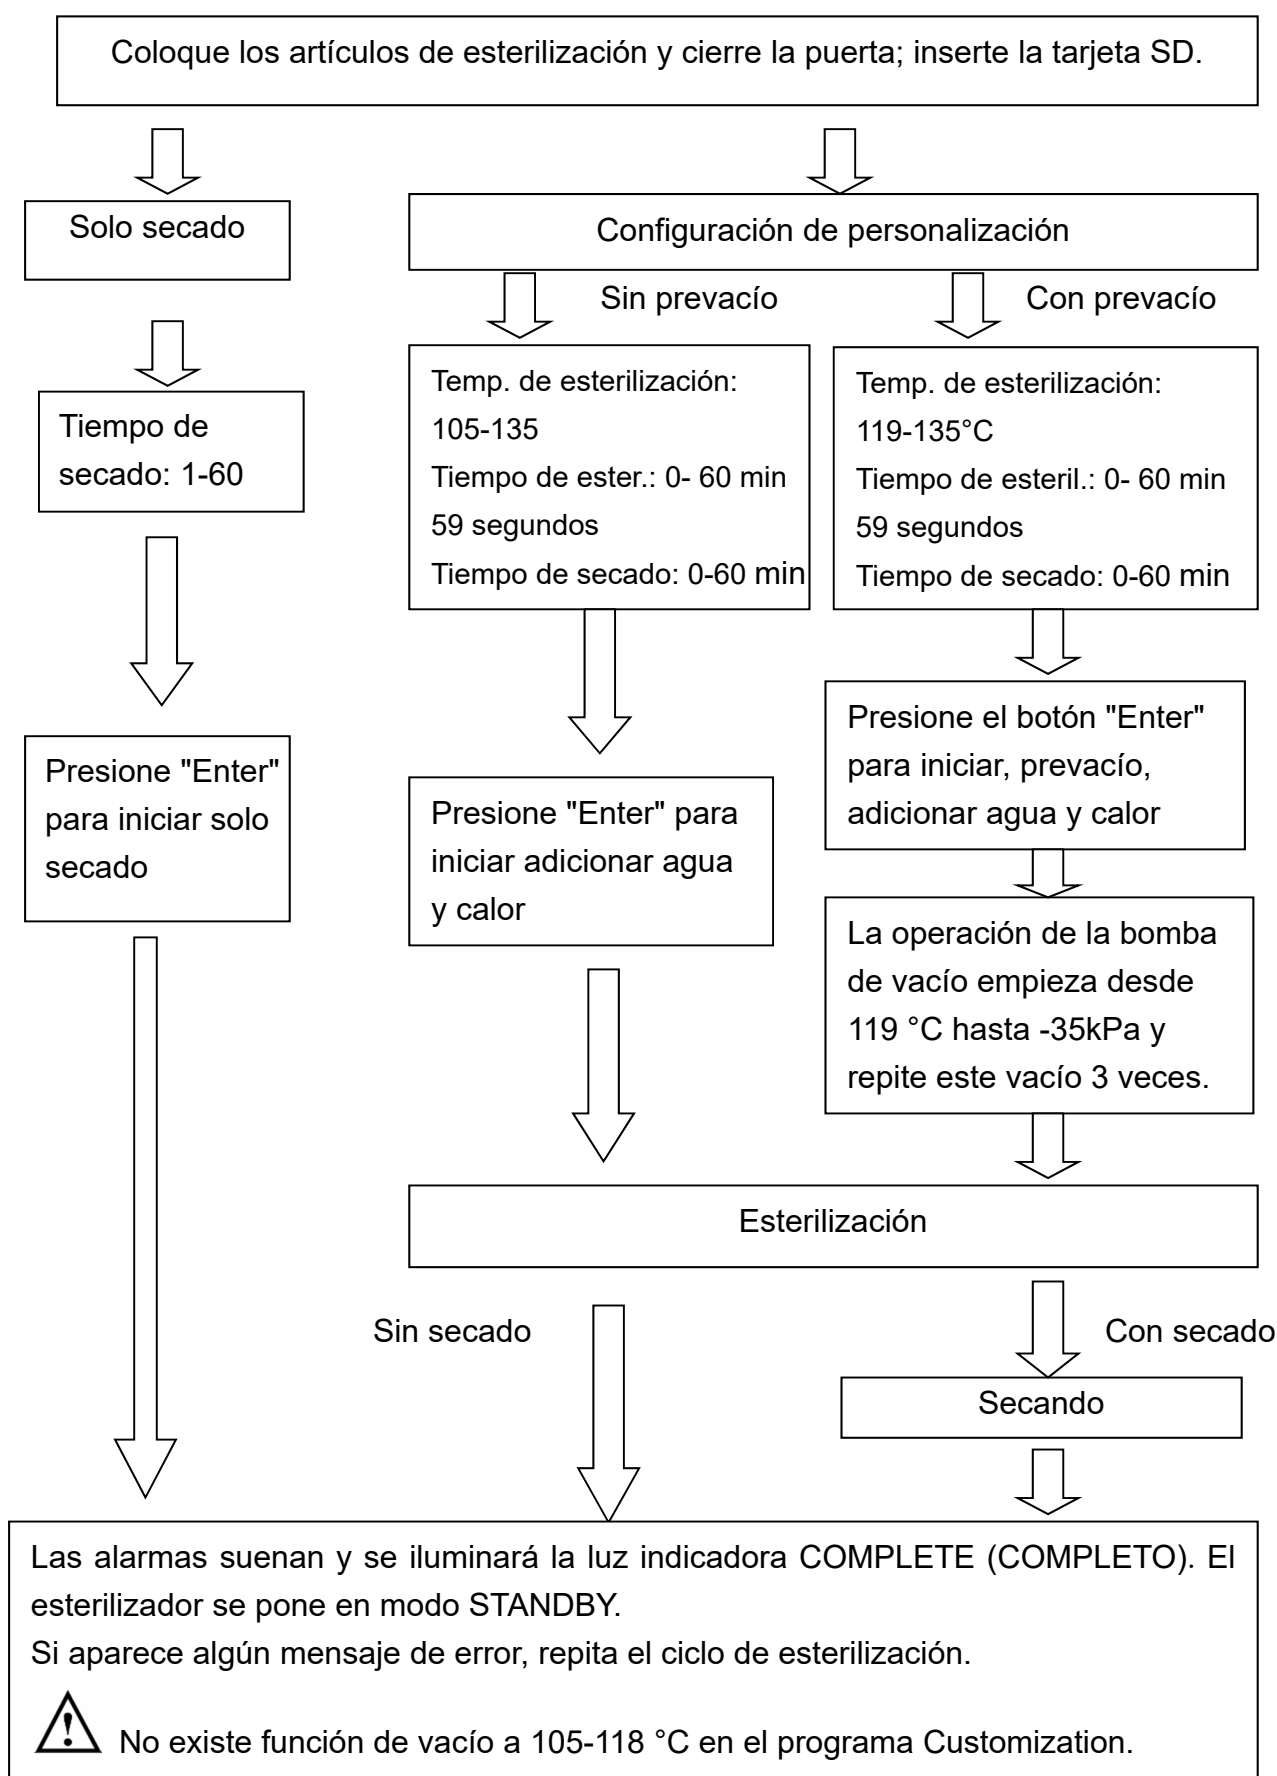 Coloque los artículos de esterilización y cierre la puerta; inserte la tarjeta SD.
Solo secado
Configuración de personalización
Sin prevacío
Con prevacío
Tiempo de
secado: 1-60
Temp. de esterilización:
105-135
Tiempo de ester.: 0- 60 min
59 segundos
Tiempo de secado: 0-60 min
Temp. de esterilización:
119-135°C
Tiempo de esteril.: 0- 60 min
59 segundos
Tiempo de secado: 0-60 min
Presione "Enter"
para iniciar solo
secado
Presione "Enter" para
iniciar adicionar agua
y calor
Presione el botón "Enter"
para iniciar, prevacío,
adicionar agua y calor
La operación de la bomba
de vacío empieza desde
119 °C hasta -35kPa y
repite este vacío 3 veces.
Esterilización
Sin secado
Con secado
Secando
Las alarmas suenan y se iluminará la luz indicadora COMPLETE (COMPLETO). El
esterilizador se pone en modo STANDBY.
Si aparece algún mensaje de error, repita el ciclo de esterilización.
No existe función de vacío a 105-118 °C en el programa Customization.